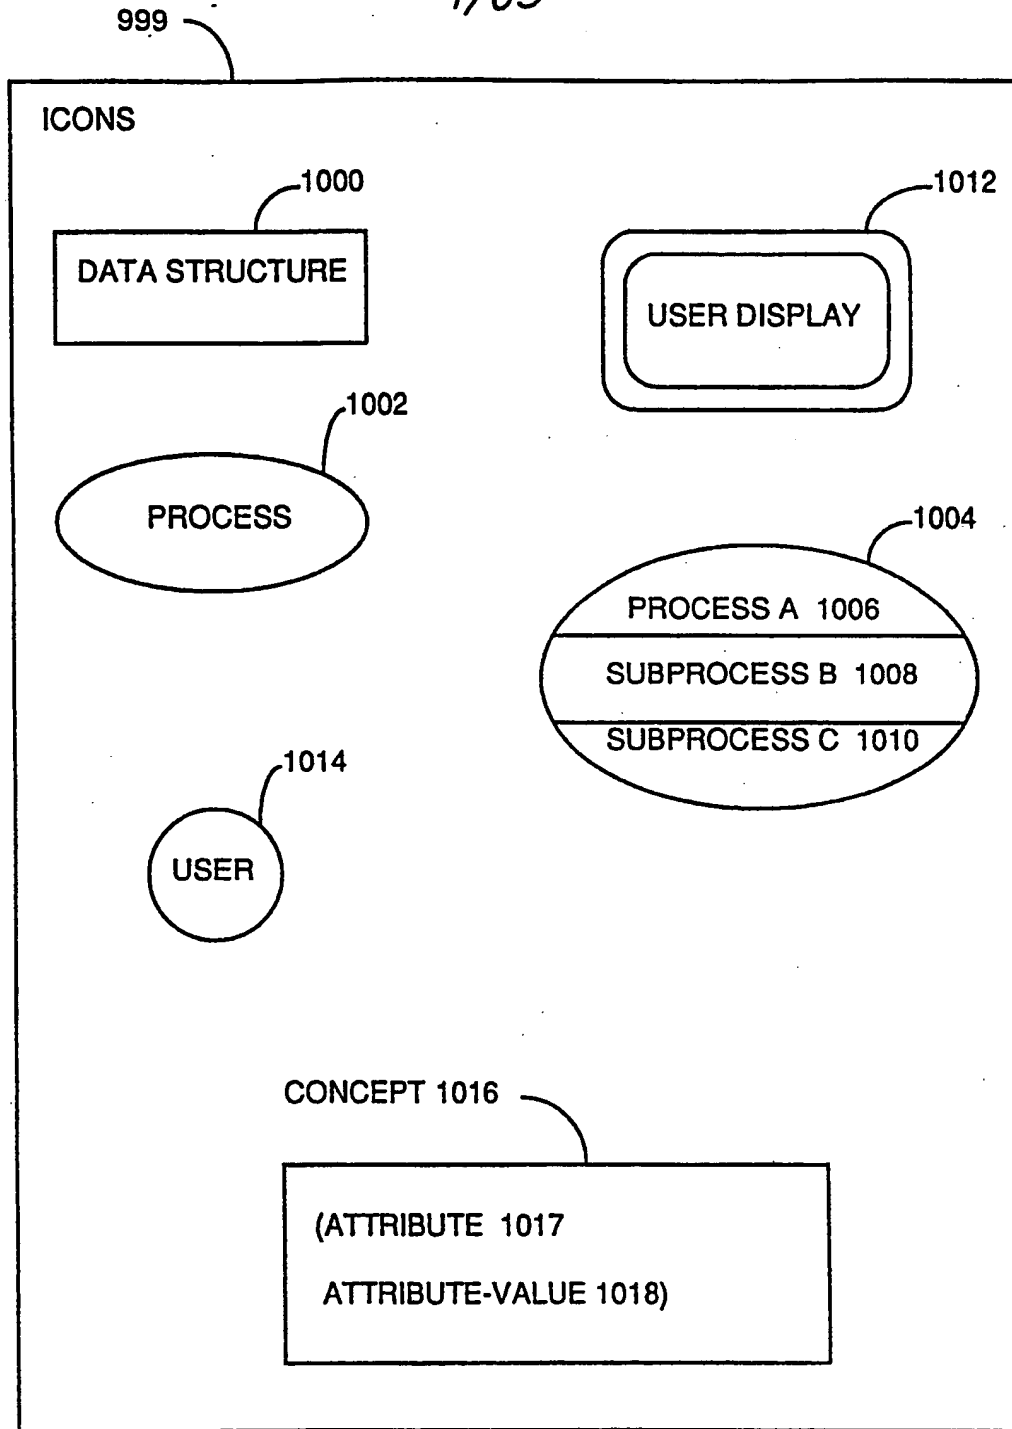 999
ICONS
1000
DATA STRUCTURE
1012
USER DISPLAY
1002
PROCESS
1004
PROCESS A 1006
SUBPROCESS B 1008
SUBPROCESS C 1010
1014
USER
CONCEPT 1016
(ATTRIBUTE 1017
ATTRIBUTE-VALUE 1018)